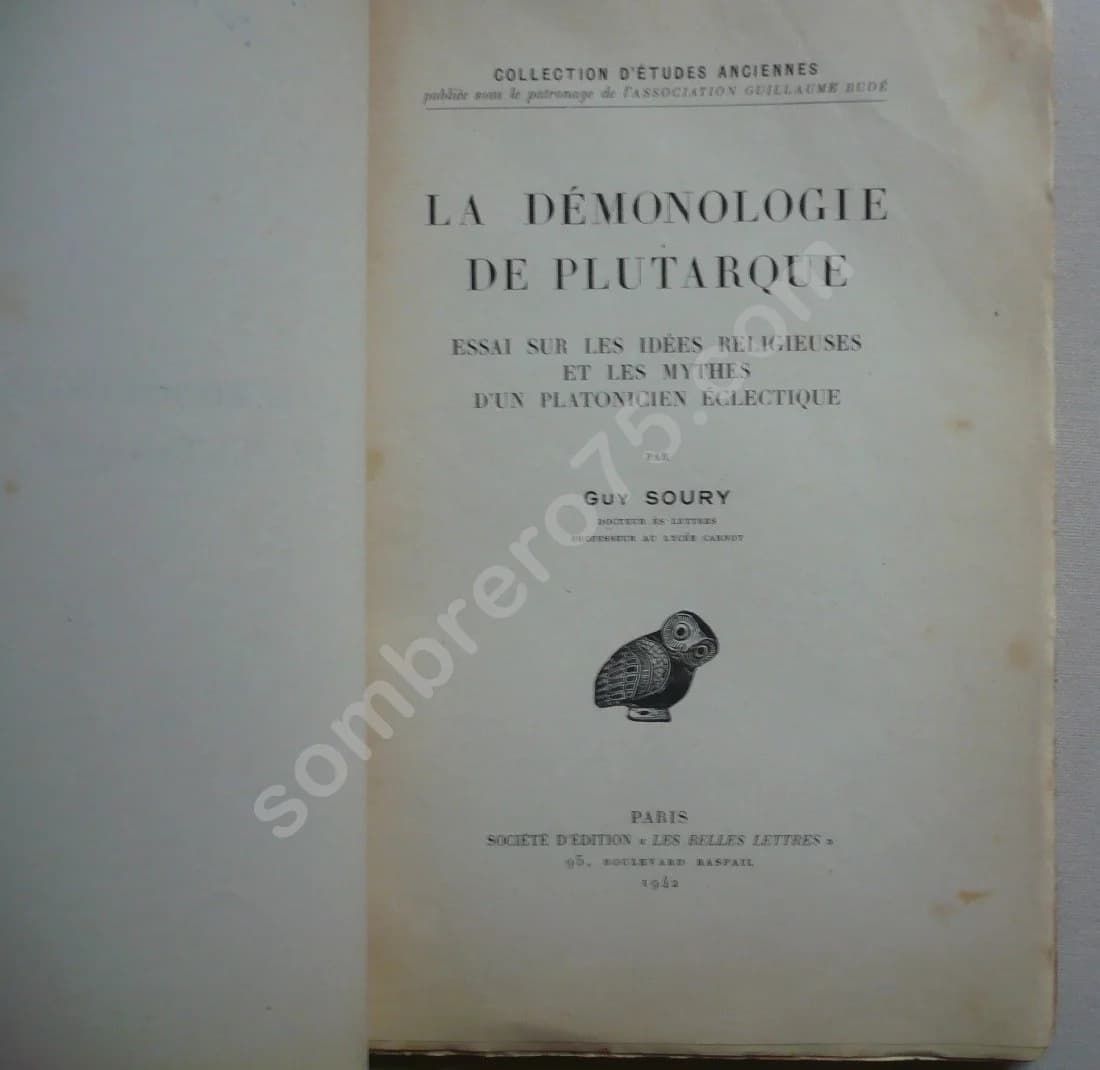 COLLECTION D'ÉTUDES ANCIENNES
publiée sous le patronage de l'ASSOCIATION GUILLAUME BUDÉ
LA DÉMONOLOGIE
DE PLUTARQUE
ESSAI SUR LES IDÉES RELIGIEUSES
ET LES MYTHES
D'UN PLATONICIEN ÉCLECTIQUE
PAR
GUY SOURY
DOCTEUR ÈS LETTRES
PROFESSEUR AU LYCÉE CARNOT
PARIS
SOCIÉTÉ D'ÉDITION « LES BELLES LETTRES »
95, BOULEVARD RASPAIL
1942
sombrero75.com